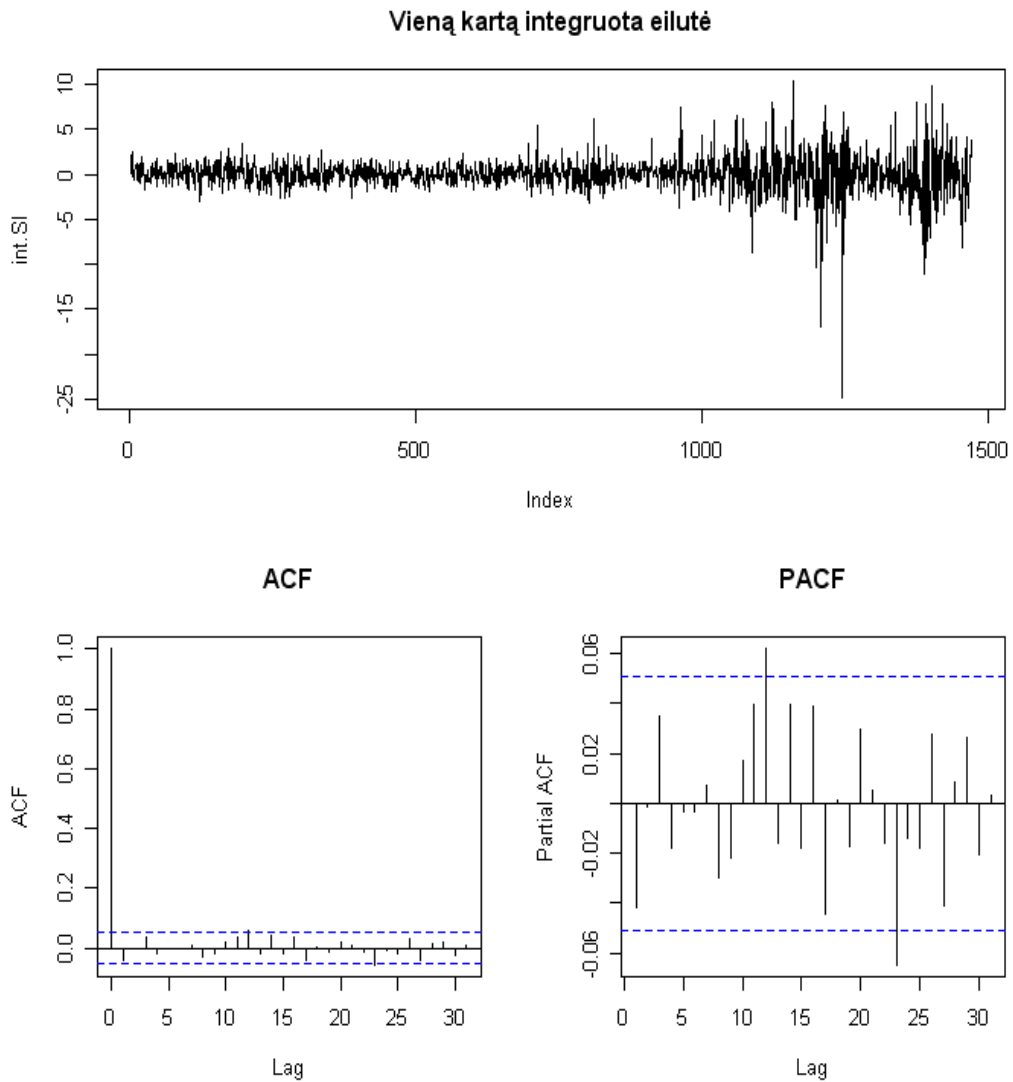 Vieną kartą integruota eilutė
10
5
0
-5
-15
-25
int.SI
0 500 1000 1500
Index
ACF
1.0
0.8
0.6
0.4
0.2
0.0
ACF
0 5 10 15 20 25 30
Lag
PACF
0.06
0.02
-0.02
-0.06
Partial ACF
0 5 10 15 20 25 30
Lag